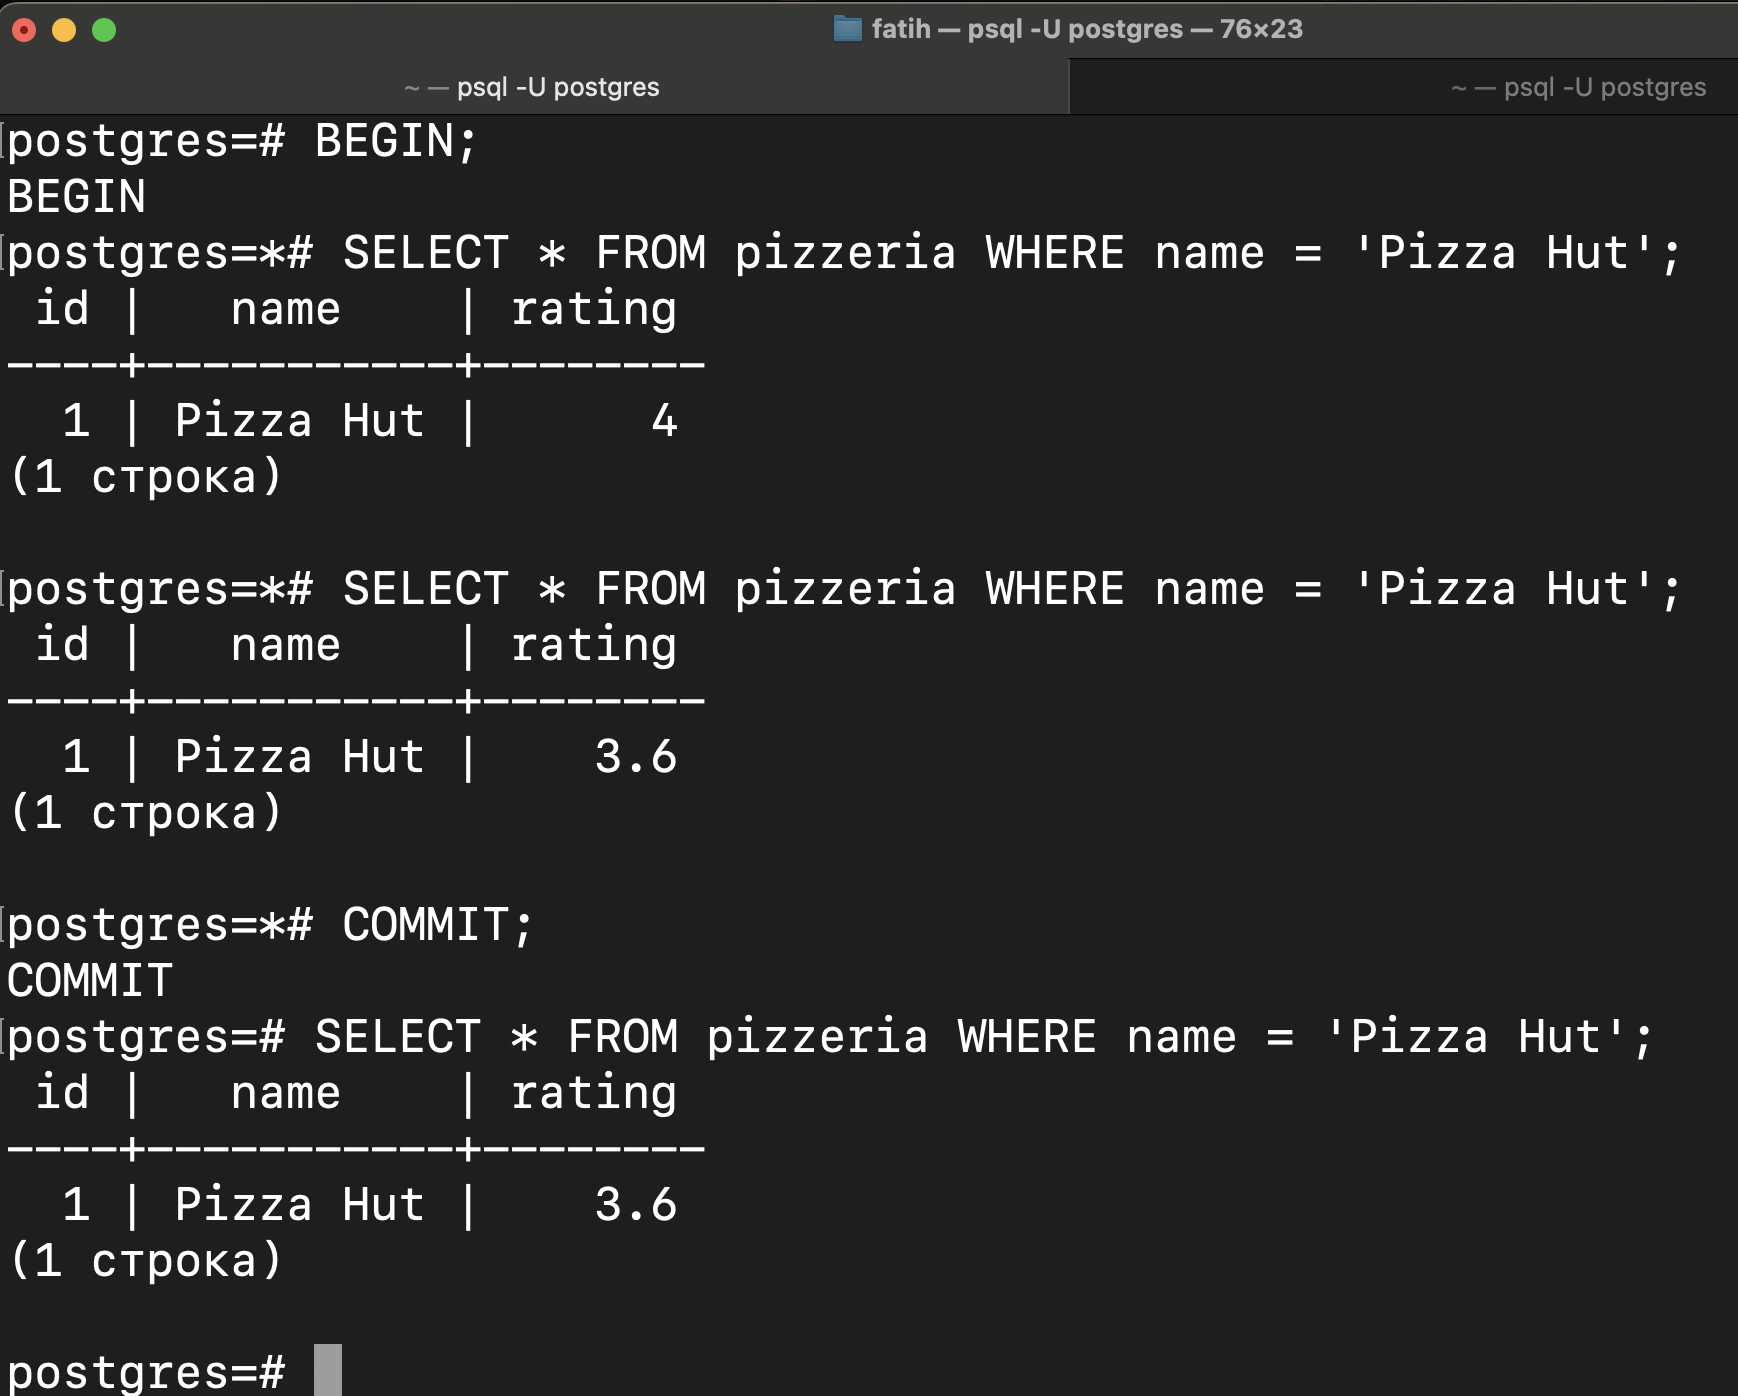 fatih — psql -U postgres — 76×23
~ — psql -U postgres
~ — psql -U postgres
postgres=# BEGIN;
BEGIN
postgres=*# SELECT * FROM pizzeria WHERE name = 'Pizza Hut';
 id |   name    | rating
----+-----------+--------
  1 | Pizza Hut |      4
(1 строка)
postgres=*# SELECT * FROM pizzeria WHERE name = 'Pizza Hut';
 id |   name    | rating
----+-----------+--------
  1 | Pizza Hut |    3.6
(1 строка)
postgres=*# COMMIT;
COMMIT
postgres=# SELECT * FROM pizzeria WHERE name = 'Pizza Hut';
 id |   name    | rating
----+-----------+--------
  1 | Pizza Hut |    3.6
(1 строка)
postgres=#